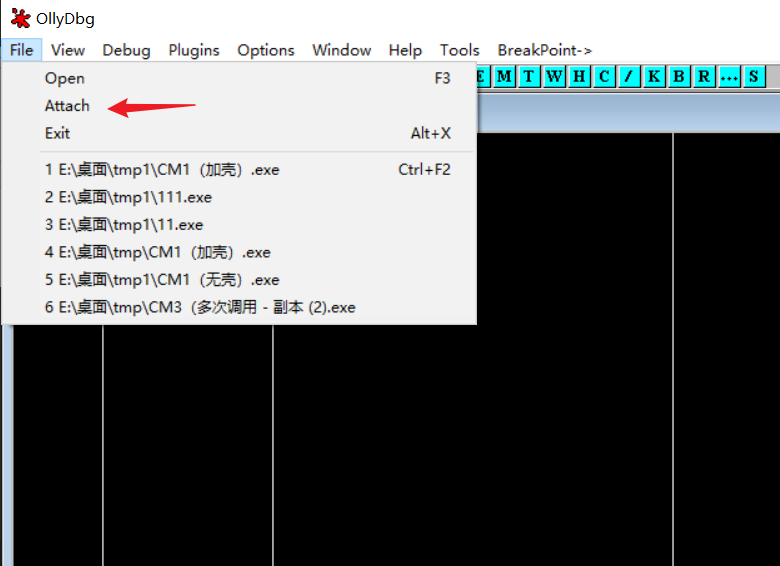 OllyDbg
File View Debug Plugins Options Window Help Tools BreakPoint->
E M T W H C / K B R ... S
Open F3
Attach
Exit Alt+X
1 E:\桌面\tmp1\CM1（加壳）.exe Ctrl+F2
2 E:\桌面\tmp1\111.exe
3 E:\桌面\tmp1\11.exe
4 E:\桌面\tmp\CM1（加壳）.exe
5 E:\桌面\tmp1\CM1（无壳）.exe
6 E:\桌面\tmp\CM3（多次调用 - 副本 (2).exe